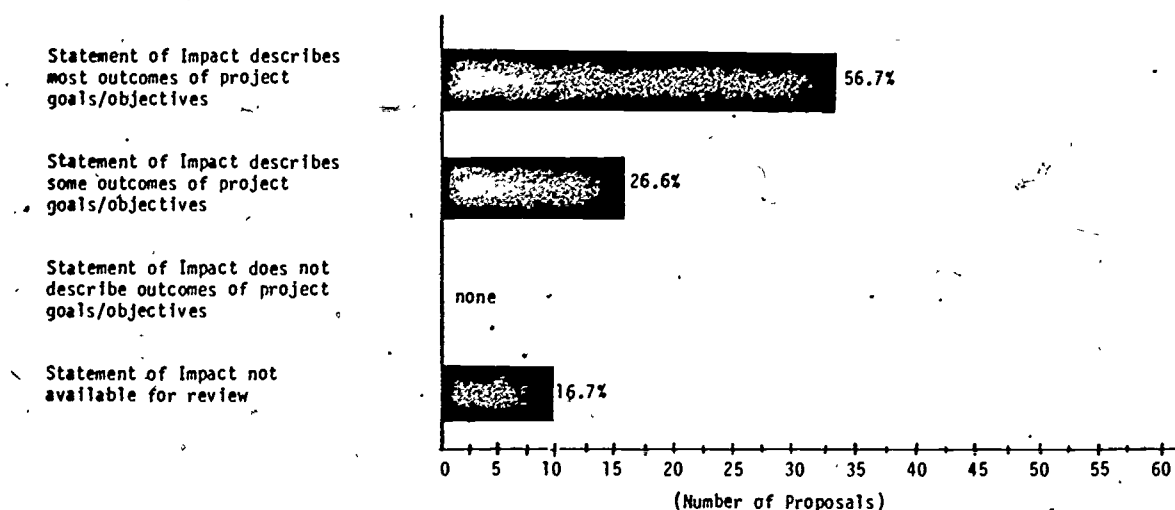 Statement of Impact describes
most outcomes of project
goals/objectives
56.7%
Statement of Impact describes
some outcomes of project
goals/objectives
26.6%
Statement of Impact does not
describe outcomes of project
goals/objectives
none
Statement of Impact not
available for review
16.7%
0 5 10 15 20 25 30 35 40 45 50 55 60
(Number of Proposals)